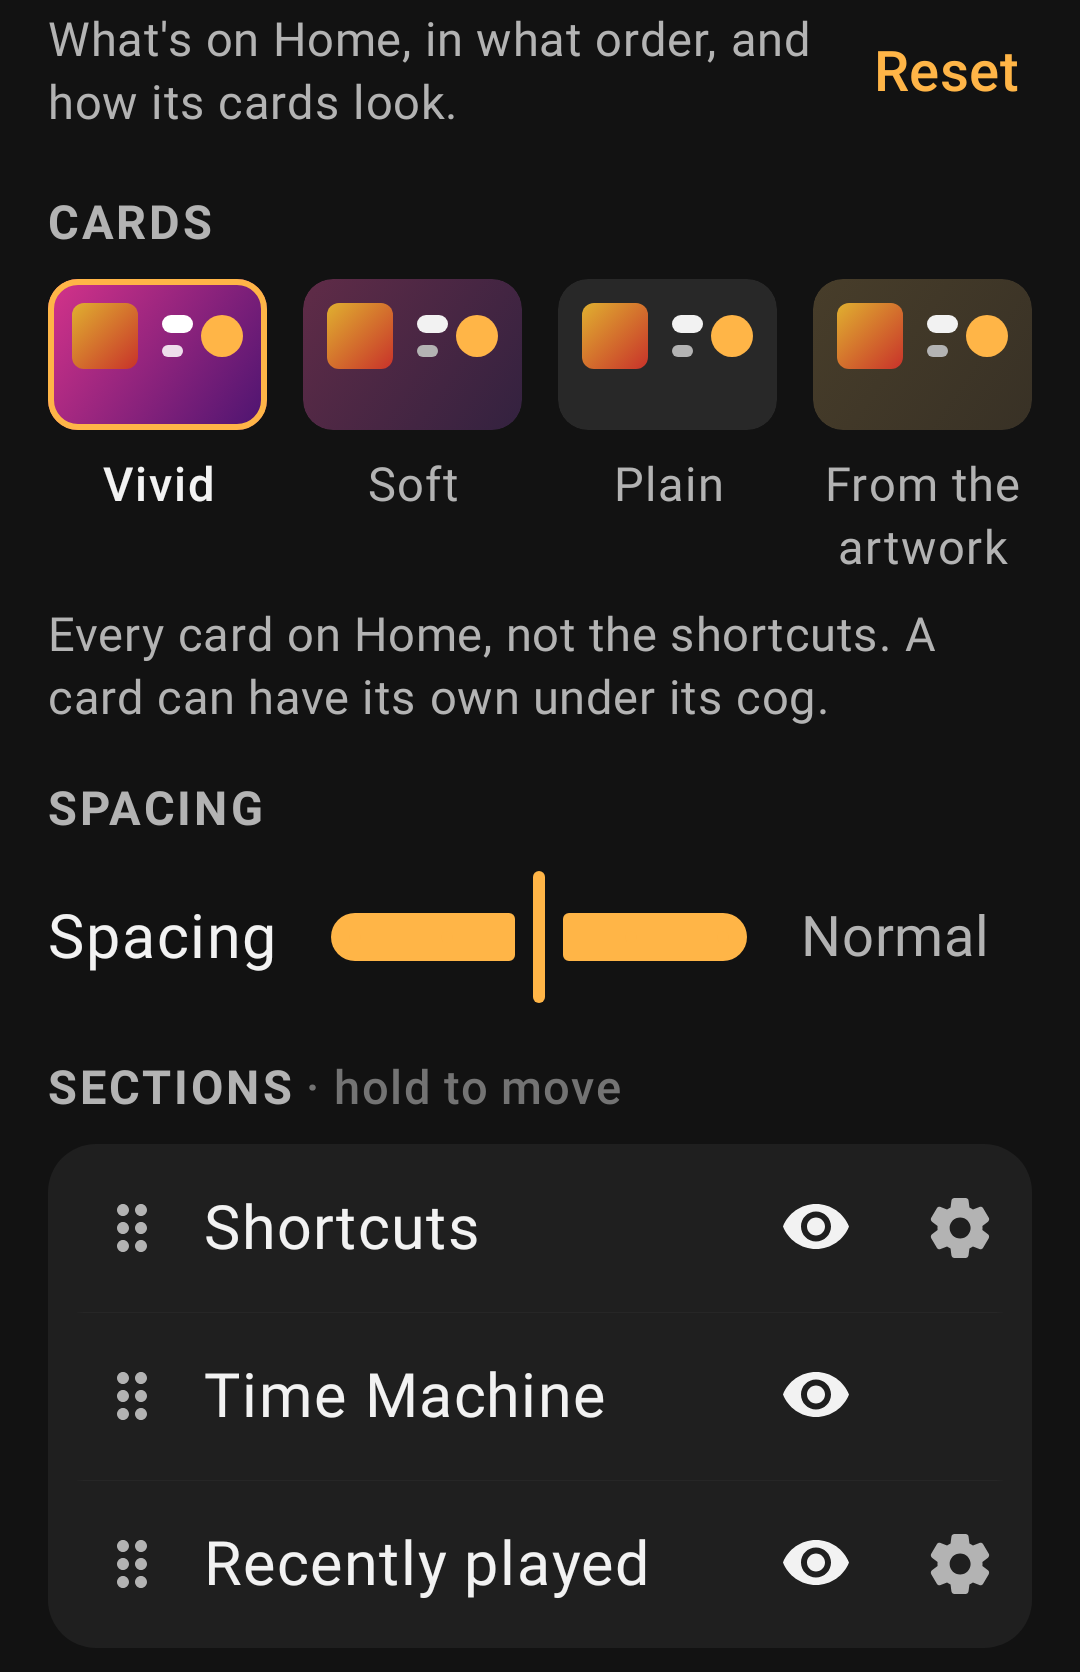 What's on Home, in what order, and
how its cards look.
Reset
CARDS
Vivid
Soft
Plain
From the
artwork
Every card on Home, not the shortcuts. A
card can have its own under its cog.
SPACING
Spacing
Normal
SECTIONS · hold to move
Shortcuts
Time Machine
Recently played